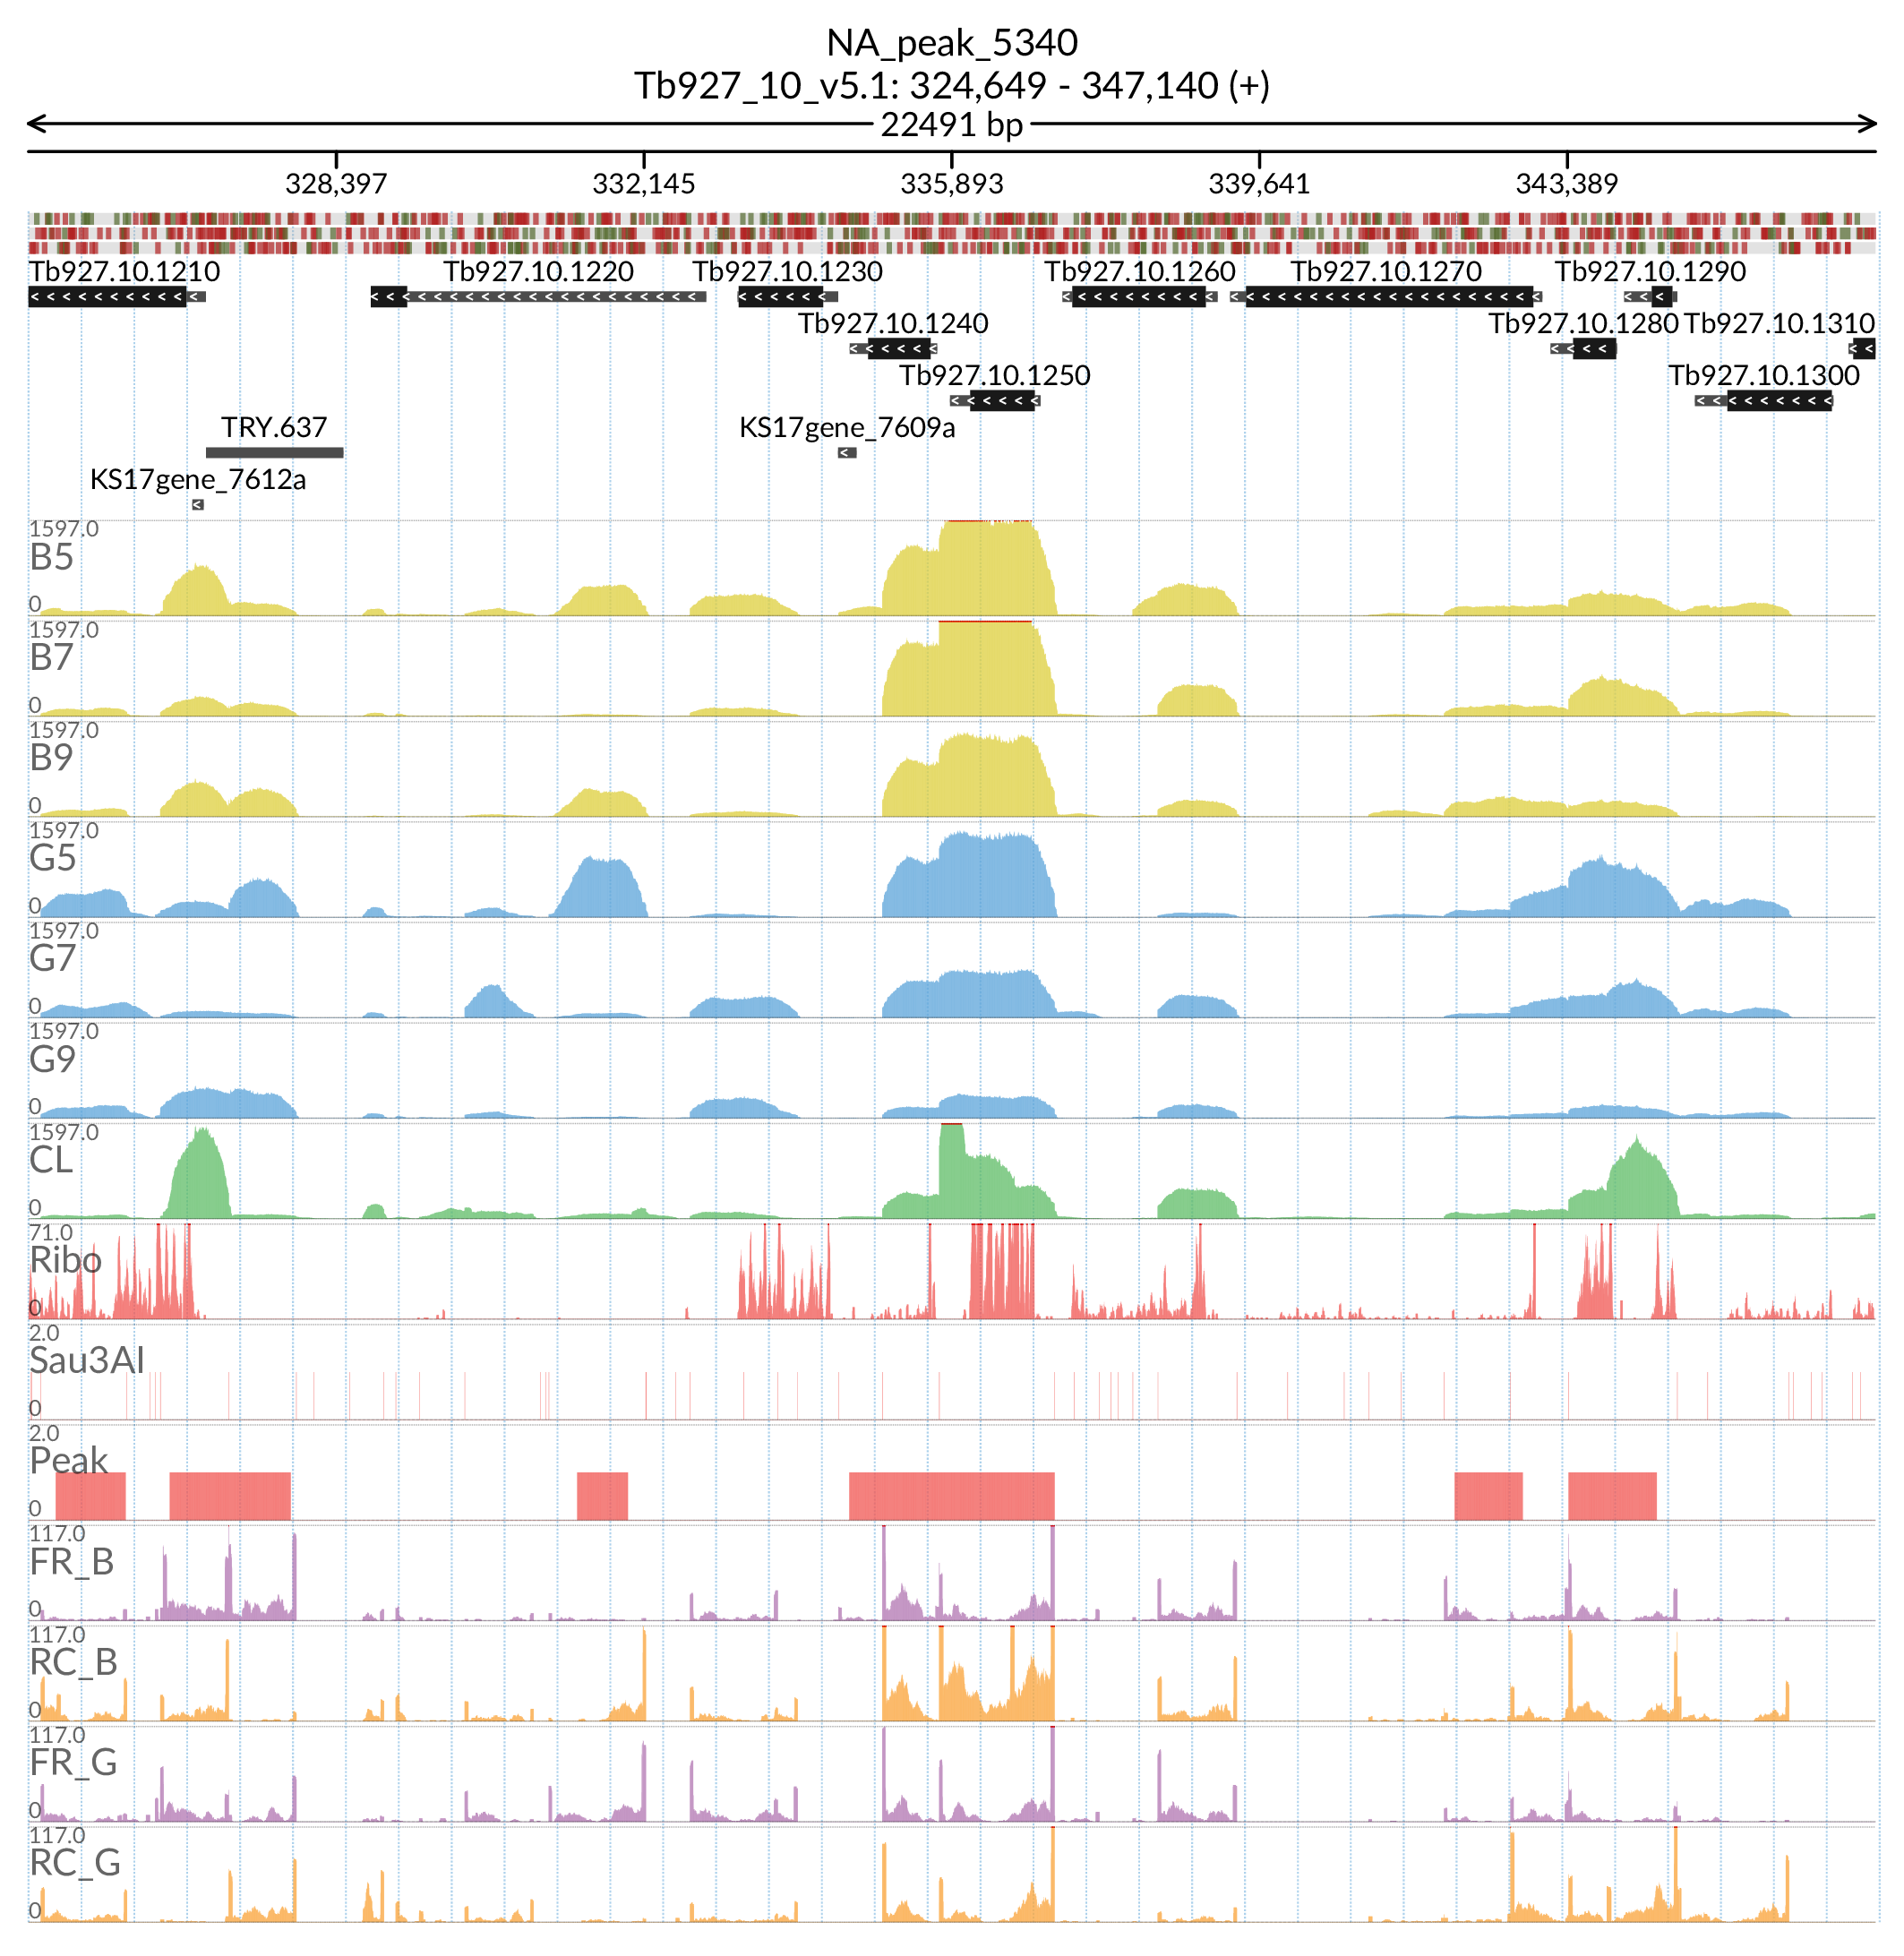 NA_peak_5340
Tb927_10_v5.1: 324,649 - 347,140 (+)
22491 bp
328,397 332,145 335,893 339,641 343,389
Tb927.10.1210 Tb927.10.1220 Tb927.10.1230 Tb927.10.1260 Tb927.10.1270 Tb927.10.1290
Tb927.10.1240 Tb927.10.1280 Tb927.10.1310
Tb927.10.1250 Tb927.10.1300
TRY.637 KS17gene_7609a
KS17gene_7612a
1597.0
B5
0
1597.0
B7
0
1597.0
B9
0
1597.0
G5
0
1597.0
G7
0
1597.0
G9
0
1597.0
CL
0
71.0
Ribo
0
2.0
Sau3AI
0
2.0
Peak
0
117.0
FR_B
0
117.0
RC_B
0
117.0
FR_G
0
117.0
RC_G
0